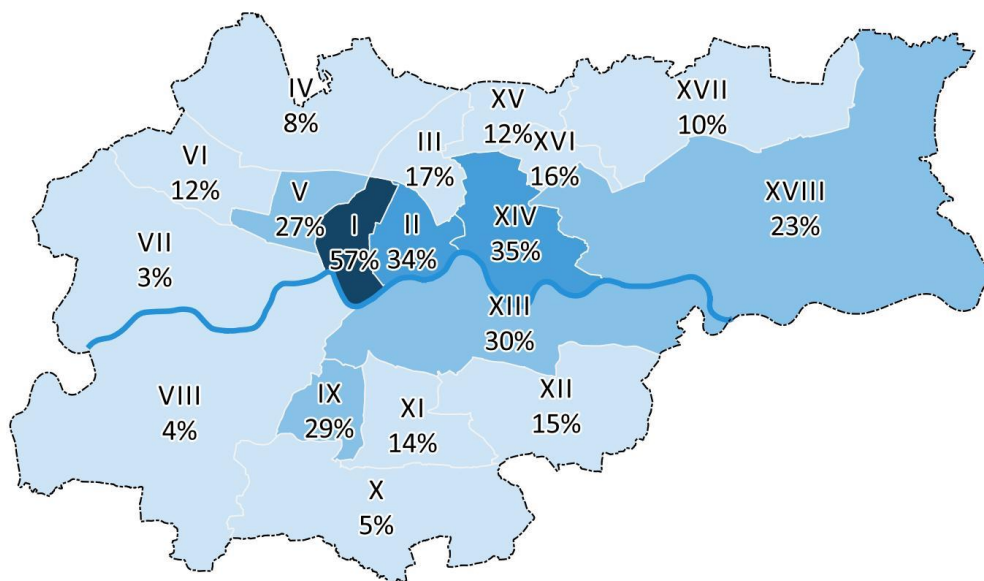 IV
8%
XV
12%
XVII
10%
III
17%
XVI
16%
VI
12%
V
27%
I
57%
II
34%
XIV
35%
XVIII
23%
VII
3%
XIII
30%
VIII
4%
IX
29%
XI
14%
XII
15%
X
5%